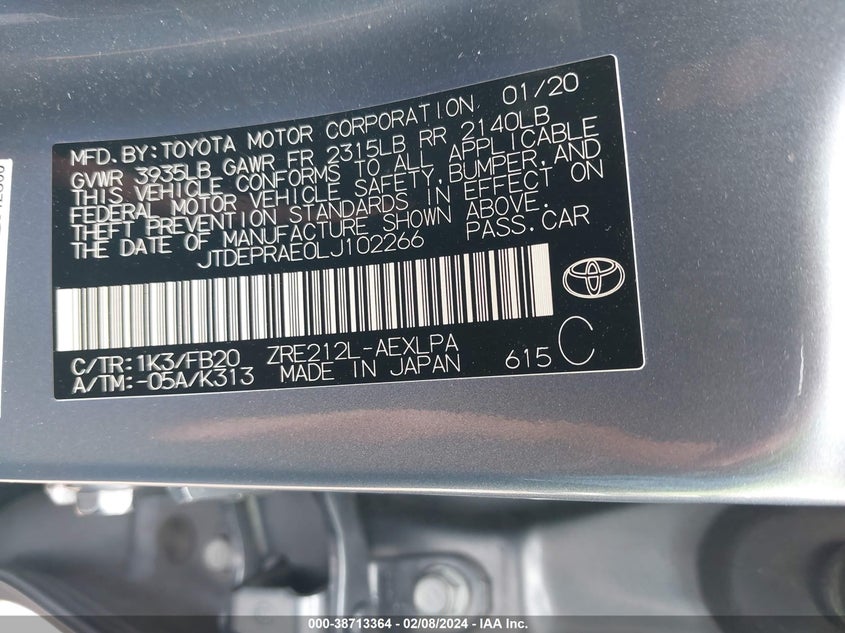 MFD. BY: TOYOTA MOTOR CORPORATION 01/20
GVWR 3935LB GAWR FR 2315LB RR 2140LB
THIS VEHICLE CONFORMS TO ALL APPLICABLE
FEDERAL MOTOR VEHICLE SAFETY, BUMPER, AND
THEFT PREVENTION STANDARDS IN EFFECT ON
THE DATE OF MANUFACTURE SHOWN ABOVE.
JTDEPRAE0LJ102266 PASS. CAR
C/TR: 1K3/FB20 ZRE212L-AEXLPA
A/TM: -05A/K313 MADE IN JAPAN 615 C
000-38713364 - 02/08/2024 - IAA Inc.